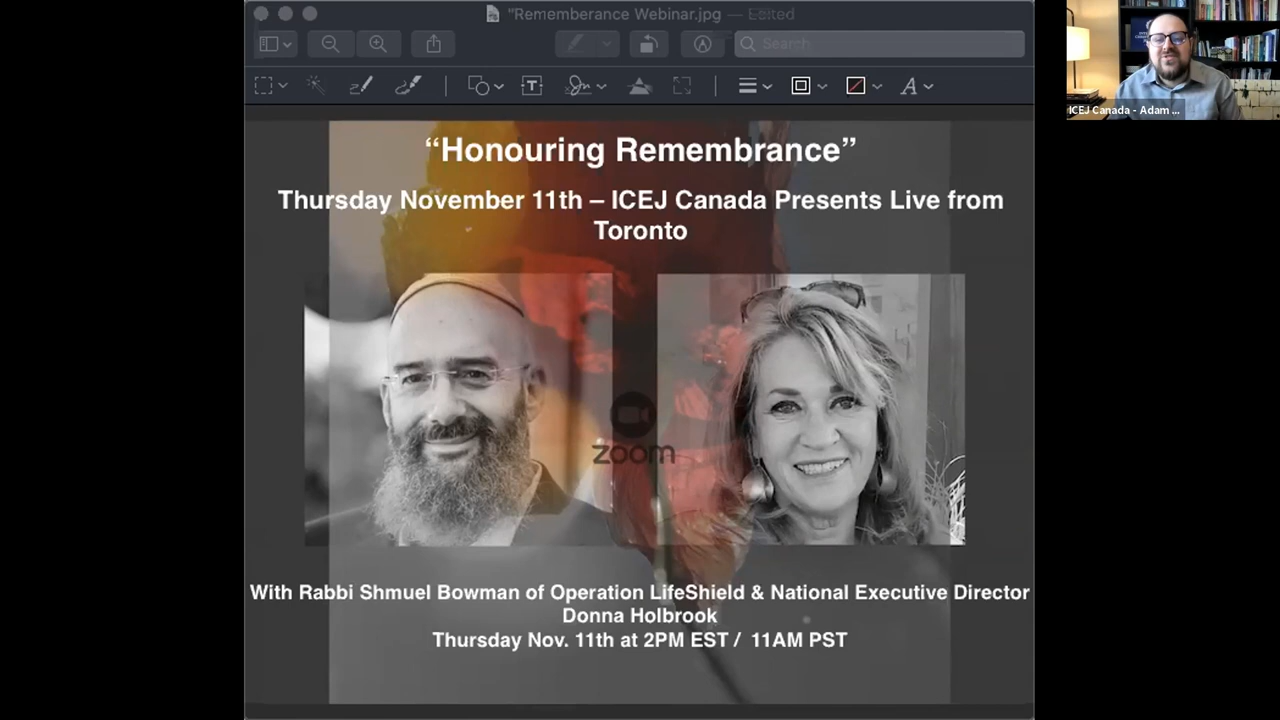 "Rememberance Webinar.jpg — Edited
Search
ICEJ Canada - Adam ...
“Honouring Remembrance”
Thursday November 11th – ICEJ Canada Presents Live from
Toronto
zoom
With Rabbi Shmuel Bowman of Operation LifeShield & National Executive Director
Donna Holbrook
Thursday Nov. 11th at 2PM EST / 11AM PST